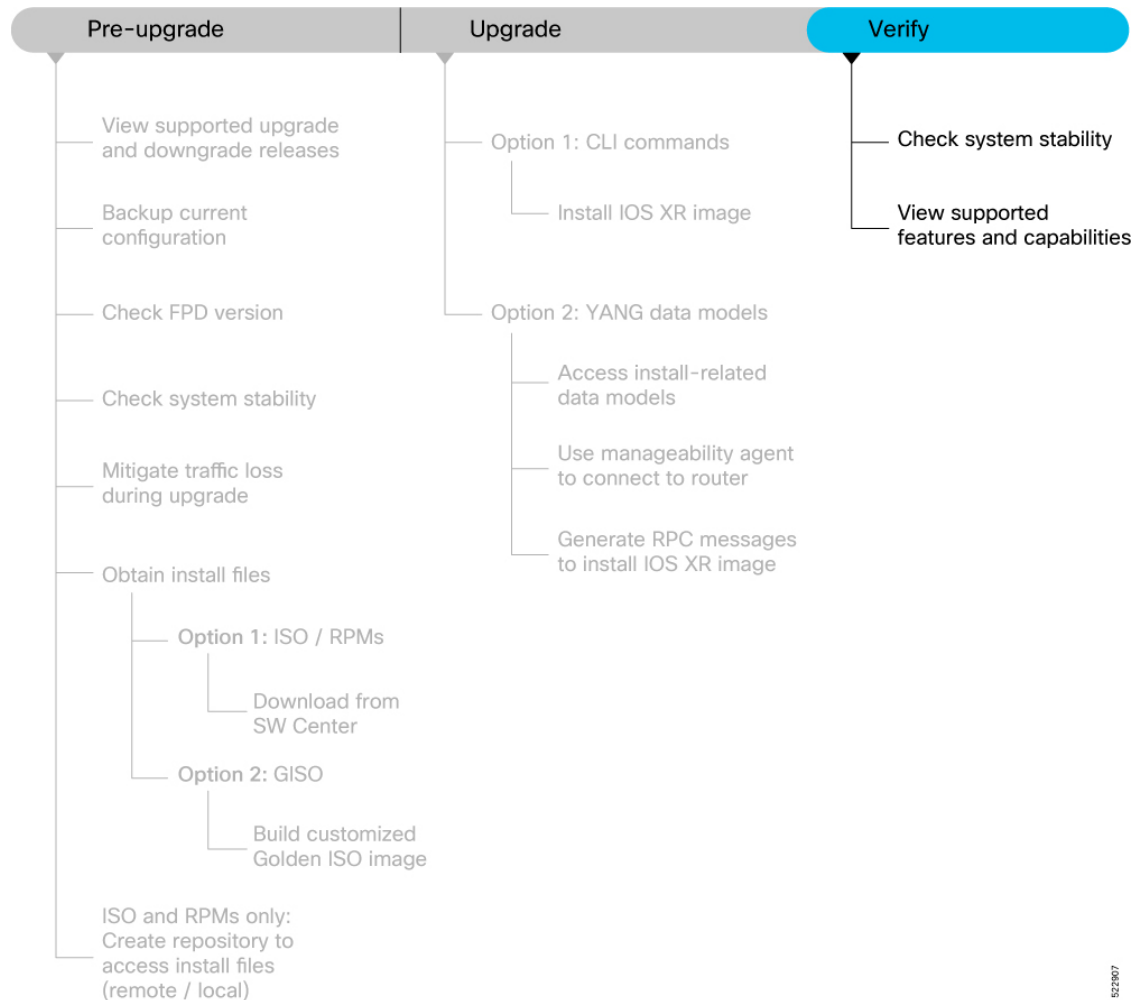 Pre-upgrade
Upgrade
Verify
View supported upgrade
and downgrade releases
Backup current
configuration
Check FPD version
Check system stability
Mitigate traffic loss
during upgrade
Obtain install files
Option 1: ISO / RPMs
Download from
SW Center
Option 2: GISO
Build customized
Golden ISO image
ISO and RPMs only:
Create repository to
access install files
(remote / local)
Option 1: CLI commands
Install IOS XR image
Option 2: YANG data models
Access install-related
data models
Use manageability agent
to connect to router
Generate RPC messages
to install IOS XR image
Check system stability
View supported
features and capabilities
522907